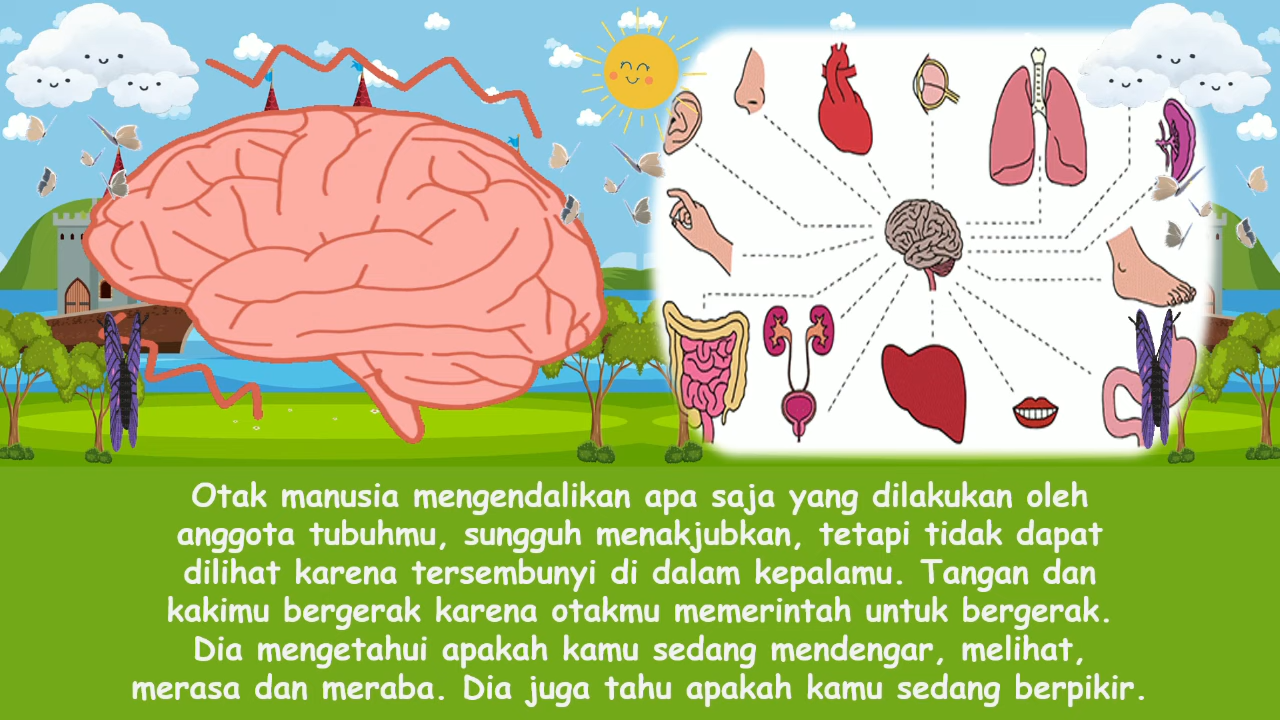 Otak manusia mengendalikan apa saja yang dilakukan oleh
anggota tubuhmu, sungguh menakjubkan, tetapi tidak dapat
dilihat karena tersembunyi di dalam kepalamu. Tangan dan
kakimu bergerak karena otakmu memerintah untuk bergerak.
Dia mengetahui apakah kamu sedang mendengar, melihat,
merasa dan meraba. Dia juga tahu apakah kamu sedang berpikir.